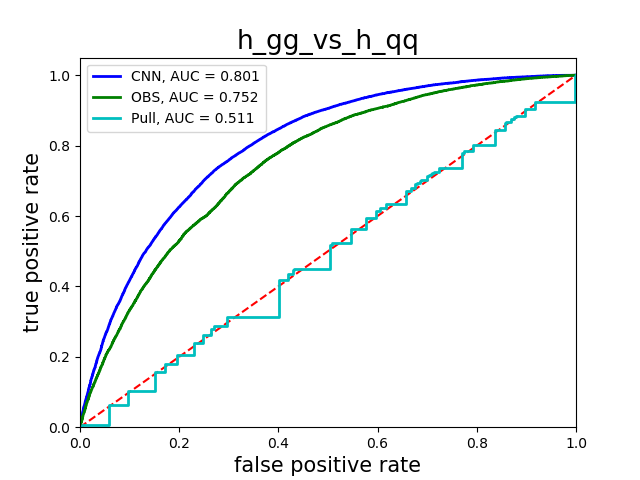 h_gg_vs_h_qq
CNN, AUC = 0.801
OBS, AUC = 0.752
Pull, AUC = 0.511
true positive rate
1.0
0.8
0.6
0.4
0.2
0.0
0.0 0.2 0.4 0.6 0.8 1.0
false positive rate